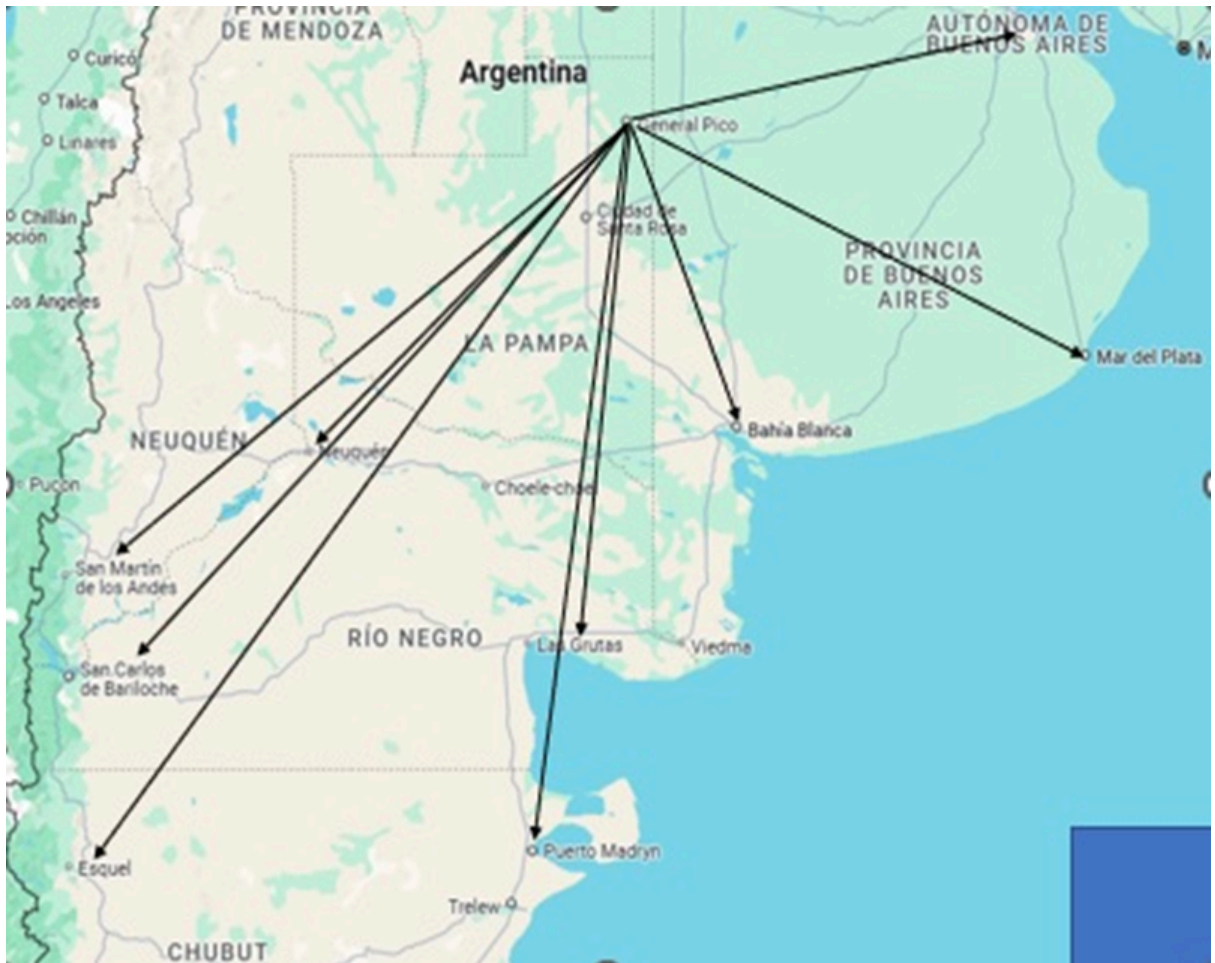 PROVINCIA
DE MENDOZA
AUTÓNOMA DE
BUENOS AIRES
Curicó
Argentina
Talca
General Pico
Linares
Chillán
Ciudad de
Santa Rosa
PROVINCIA
DE BUENOS
AIRES
Los Angeles
LA PAMPA
Mar del Plata
NEUQUÉN
Bahía Blanca
Neuquén
Pucón
Choele-choel
San Martín
de los Andes
RÍO NEGRO
Las Grutas
Viedma
San Carlos
de Bariloche
Puerto Madryn
Esquel
Trelew
CHUBUT